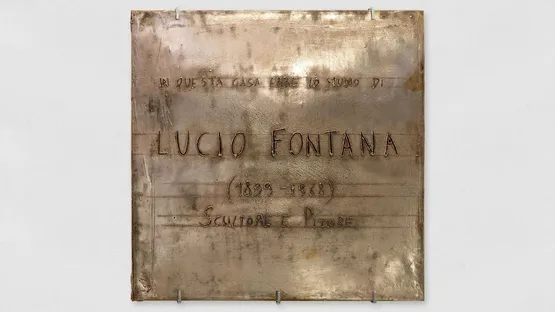 IN QUESTA CASA EBBE LO STUDIO DI
LUCIO FONTANA
(1899-1968)
SCULTORE E PITTORE